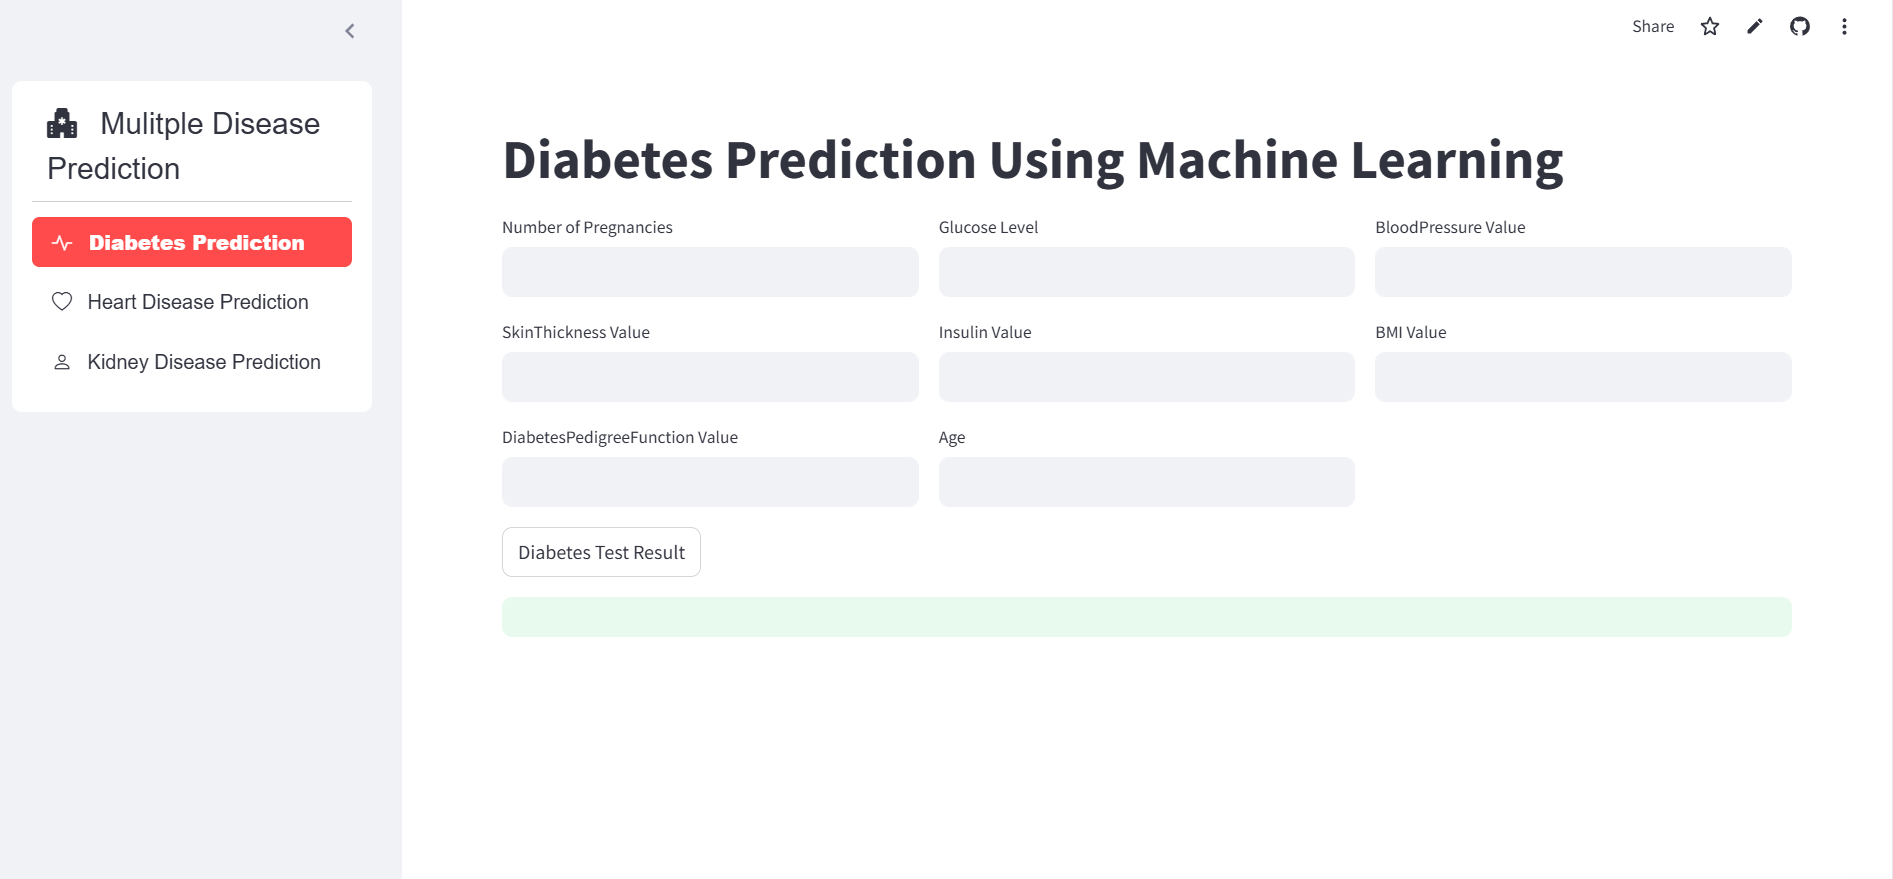 Share
Mulitple Disease
Prediction
Diabetes Prediction
Heart Disease Prediction
Kidney Disease Prediction
Diabetes Prediction Using Machine Learning
Number of Pregnancies
Glucose Level
BloodPressure Value
SkinThickness Value
Insulin Value
BMI Value
DiabetesPedigreeFunction Value
Age
Diabetes Test Result